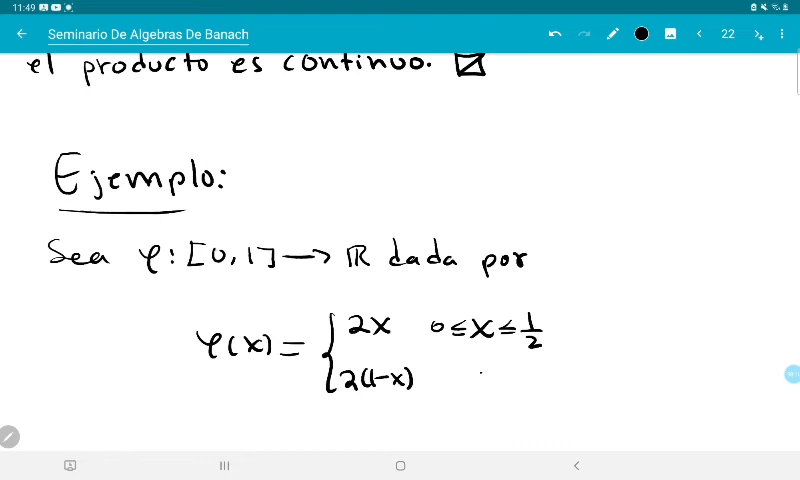 11:49
Seminario De Algebras De Banach
22
el producto es continuo.
Ejemplo:
Sea φ: [0,1] → ℝ dada por
φ(x) = { 2x 0 ≤ x ≤ 1/2
2(1-x)